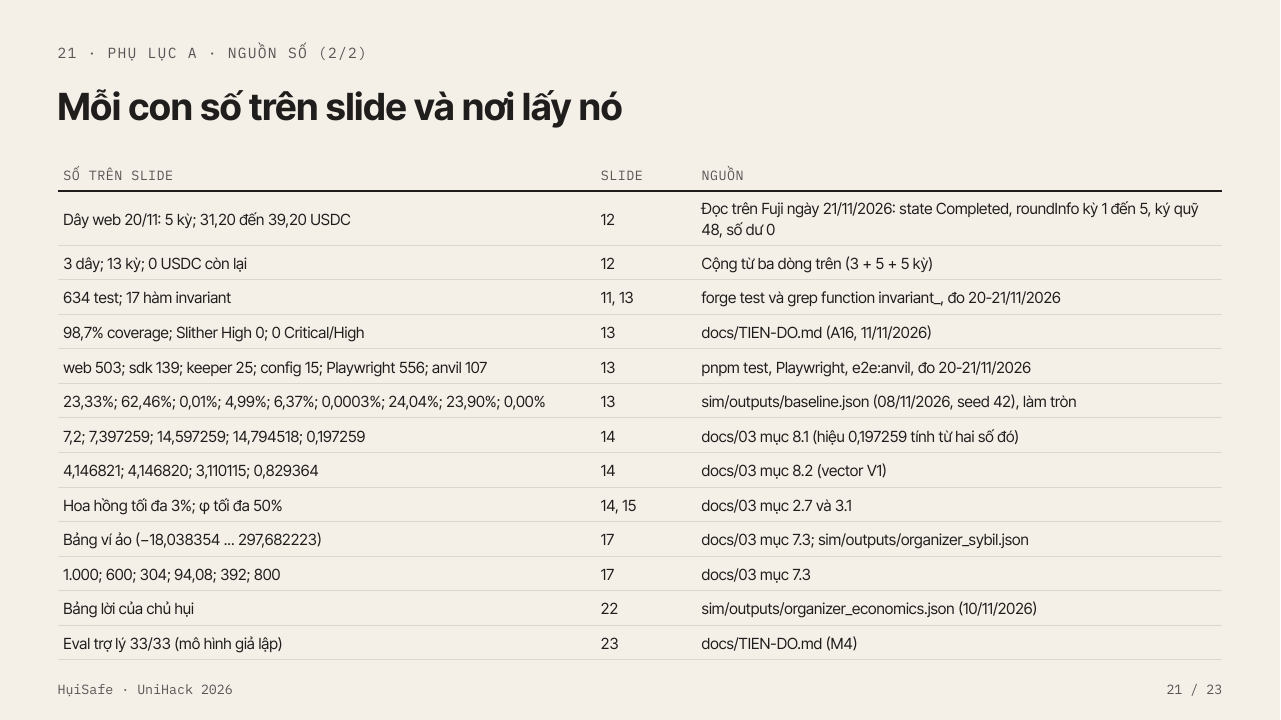 21 · PHỤ LỤC A · NGUỒN SỐ (2/2)
Mỗi con số trên slide và nơi lấy nó
SỐ TRÊN SLIDE SLIDE NGUỒN
Dây web 20/11: 5 kỳ; 31,20 đến 39,20 USDC 12 Đọc trên Fuji ngày 21/11/2026: state Completed, roundInfo kỳ 1 đến 5, ký quỹ
48, số dư 0
3 dây; 13 kỳ; 0 USDC còn lại 12 Cộng từ ba dòng trên (3 + 5 + 5 kỳ)
634 test; 17 hàm invariant 11, 13 forge test và grep function invariant_, đo 20-21/11/2026
98,7% coverage; Slither High 0; 0 Critical/High 13 docs/TIEN-DO.md (A16, 11/11/2026)
web 503; sdk 139; keeper 25; config 15; Playwright 556; anvil 107 13 pnpm test, Playwright, e2e:anvil, đo 20-21/11/2026
23,33%; 62,46%; 0,01%; 4,99%; 6,37%; 0,0003%; 24,04%; 23,90%; 0,00% 13 sim/outputs/baseline.json (08/11/2026, seed 42), làm tròn
7,2; 7,397259; 14,597259; 14,794518; 0,197259 14 docs/03 mục 8.1 (hiệu 0,197259 tính từ hai số đó)
4,146821; 4,146820; 3,110115; 0,829364 14 docs/03 mục 8.2 (vector V1)
Hoa hồng tối đa 3%; φ tối đa 50% 14, 15 docs/03 mục 2.7 và 3.1
Bảng ví ảo (−18,038354 ... 297,682223) 17 docs/03 mục 7.3; sim/outputs/organizer_sybil.json
1.000; 600; 304; 94,08; 392; 800 17 docs/03 mục 7.3
Bảng lời của chủ hụi 22 sim/outputs/organizer_economics.json (10/11/2026)
Eval trợ lý 33/33 (mô hình giả lập) 23 docs/TIEN-DO.md (M4)
HụiSafe · UniHack 2026 21 / 23